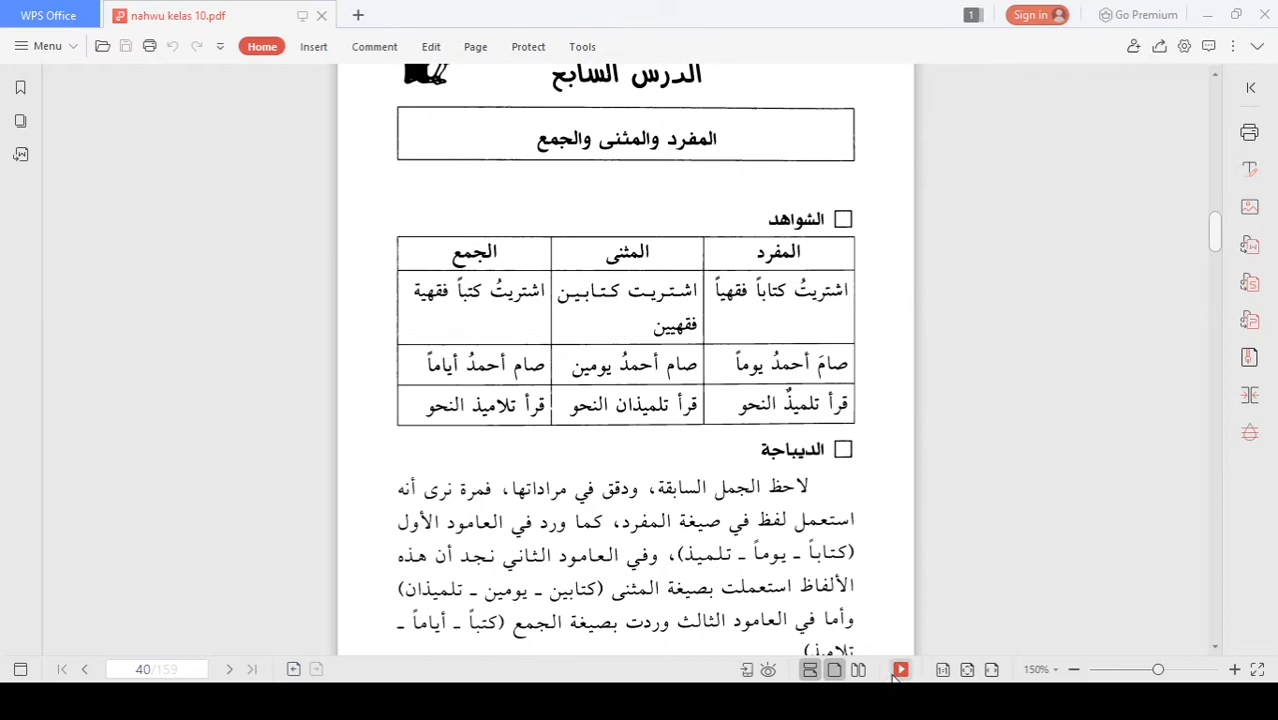 WPS Office
nahwu kelas 10.pdf
1
Sign in
Go Premium
Menu
Home
Insert
Comment
Edit
Page
Protect
Tools
الدرس السابع
المفرد والمثنى والجمع
الشواهد
المفرد المثنى الجمع
اشتريتُ كتاباً فقهياً اشتريت كتابين اشتريتُ كتباً فقهية
فقهيين
صامَ أحمدُ يوماً صام أحمدُ يومين صام أحمدُ أياماً
قرأ تلميذٌ النحو قرأ تلميذان النحو قرأ تلاميذ النحو
الديباجة
لاحظ الجمل السابقة، ودقق في مراداتها، فمرة نرى أنه
استعمل لفظ في صيغة المفرد، كما ورد في العامود الأول
(كتاباً ـ يوماً ـ تلميذ)، وفي العامود الثاني نجد أن هذه
الألفاظ استعملت بصيغة المثنى (كتابين ـ يومين ـ تلميذان)
وأما في العامود الثالث وردت بصيغة الجمع (كتباً ـ أياماً ـ
تلاميذ)
40/159
150%